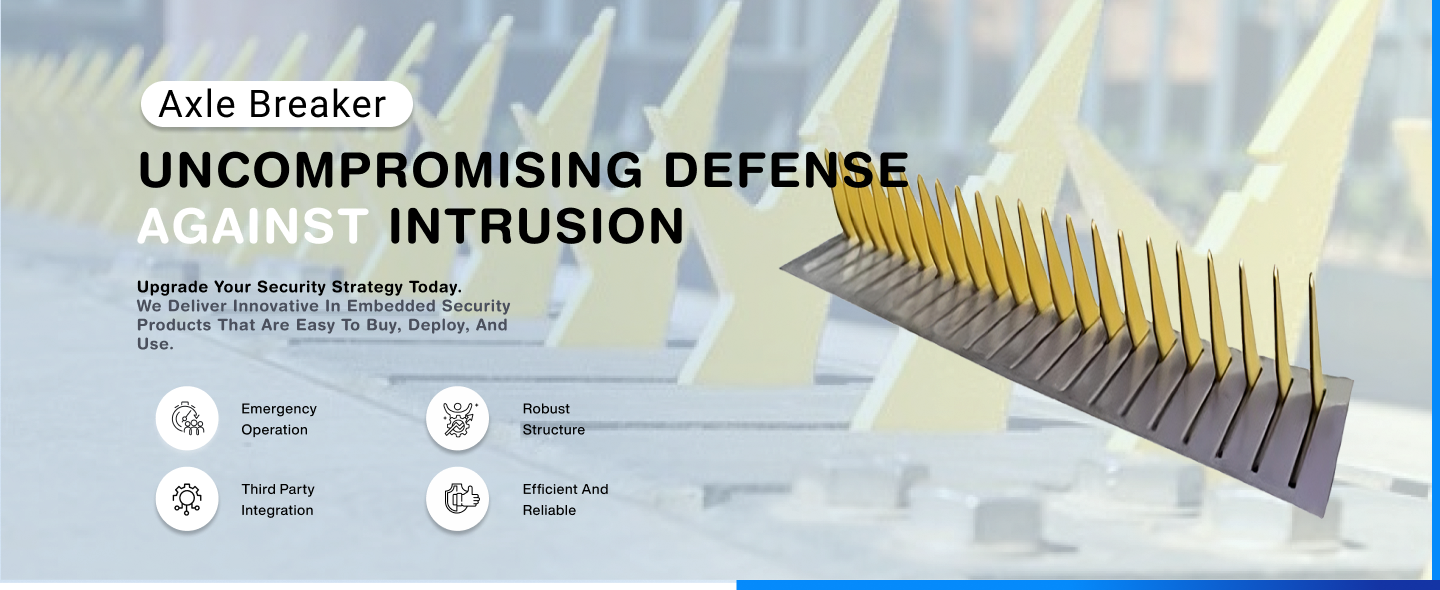 Axle Breaker
UNCOMPROMISING DEFENSE
AGAINST INTRUSION
Upgrade Your Security Strategy Today.
We Deliver Innovative In Embedded Security
Products That Are Easy To Buy, Deploy, And
Use.
Emergency
Operation
Robust
Structure
Third Party
Integration
Efficient And
Reliable